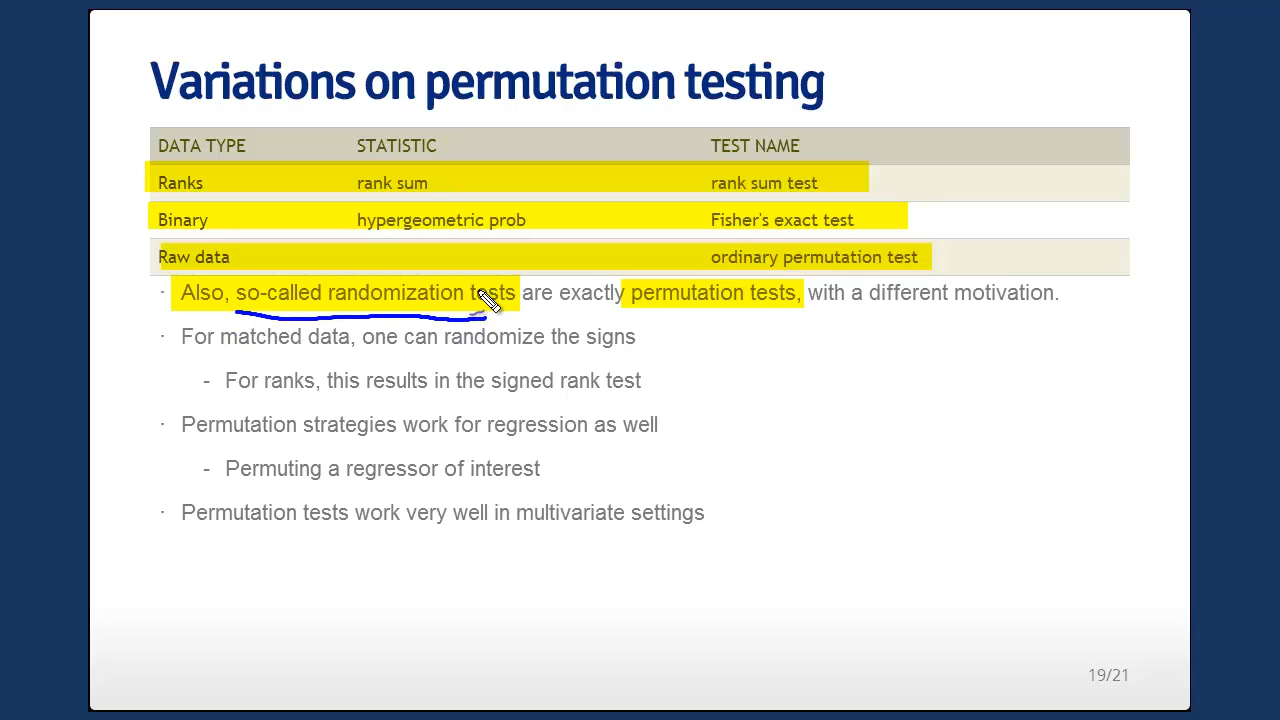 Variations on permutation testing
DATA TYPE STATISTIC TEST NAME
Ranks rank sum rank sum test
Binary hypergeometric prob Fisher's exact test
Raw data ordinary permutation test
· Also, so-called randomization tests are exactly permutation tests, with a different motivation.
· For matched data, one can randomize the signs
- For ranks, this results in the signed rank test
· Permutation strategies work for regression as well
- Permuting a regressor of interest
· Permutation tests work very well in multivariate settings
19/21